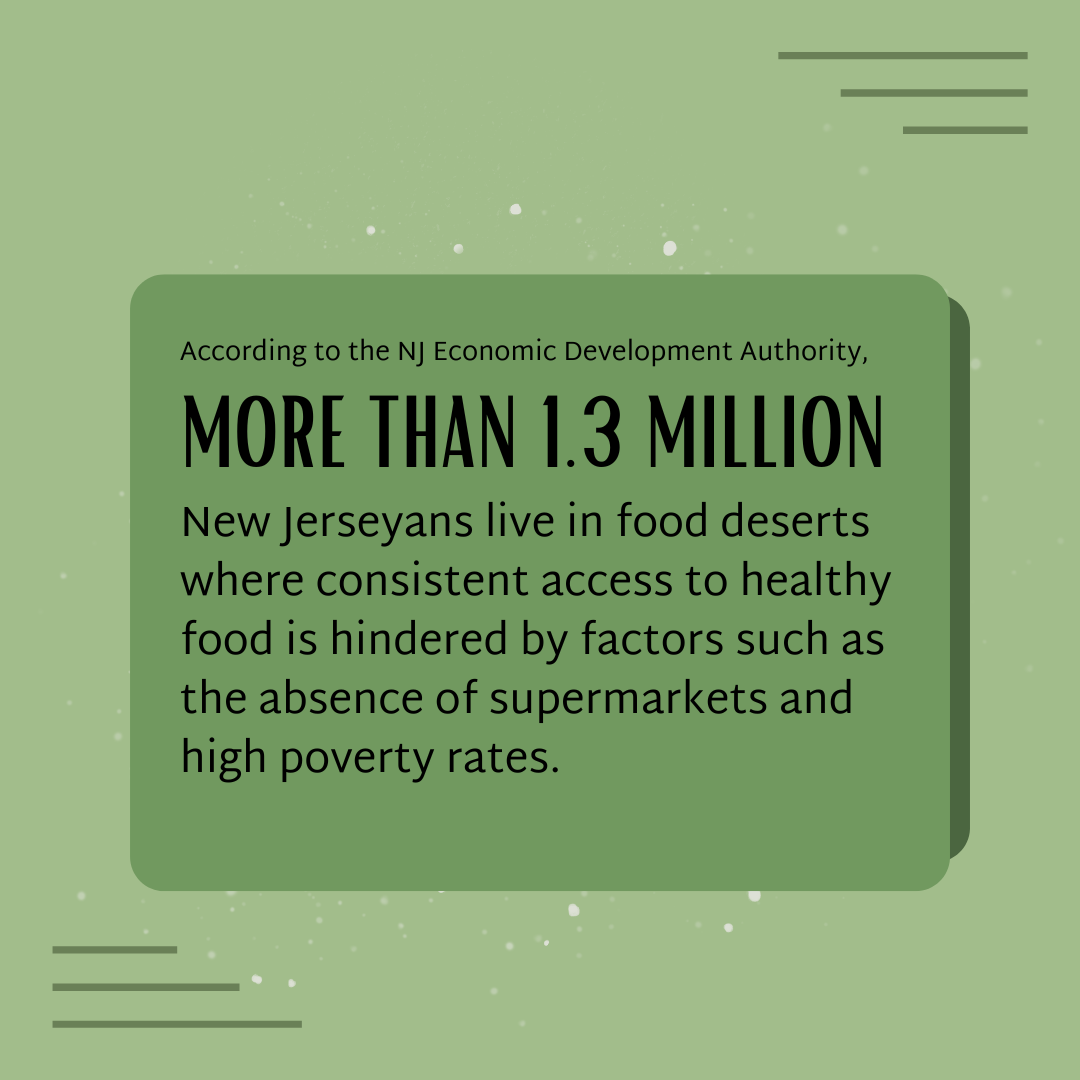 According to the NJ Economic Development Authority,
MORE THAN 1.3 MILLION
New Jerseyans live in food deserts
where consistent access to healthy
food is hindered by factors such as
the absence of supermarkets and
high poverty rates.